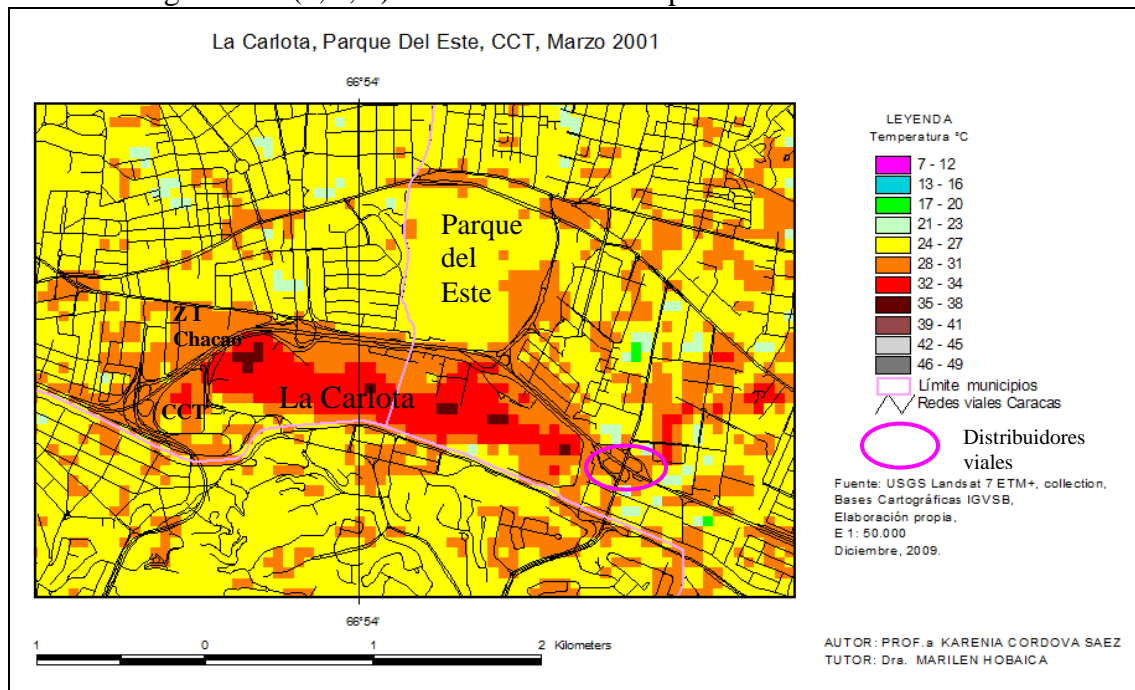 La Carlota, Parque Del Este, CCT, Marzo 2001
66°54'
Parque
del
Este
Z I
Chacao
La Carlota
CCT
66°54'
1 0 1 2 Kilometers
LEYENDA
Temperatura °C
7 - 12
13 - 16
17 - 20
21 - 23
24 - 27
28 - 31
32 - 34
35 - 38
39 - 41
42 - 45
46 - 49
Límite municipios
Redes viales Caracas
Distribuidores
viales
Fuente: USGS Landsat 7 ETM+, collection,
Bases Cartográficas IGVSB,
Elaboración propia,
E 1: 50.000
Diciembre, 2009.
AUTOR: PROF.a KARENIA CORDOVA SAEZ
TUTOR: Dra. MARILEN HOBAICA